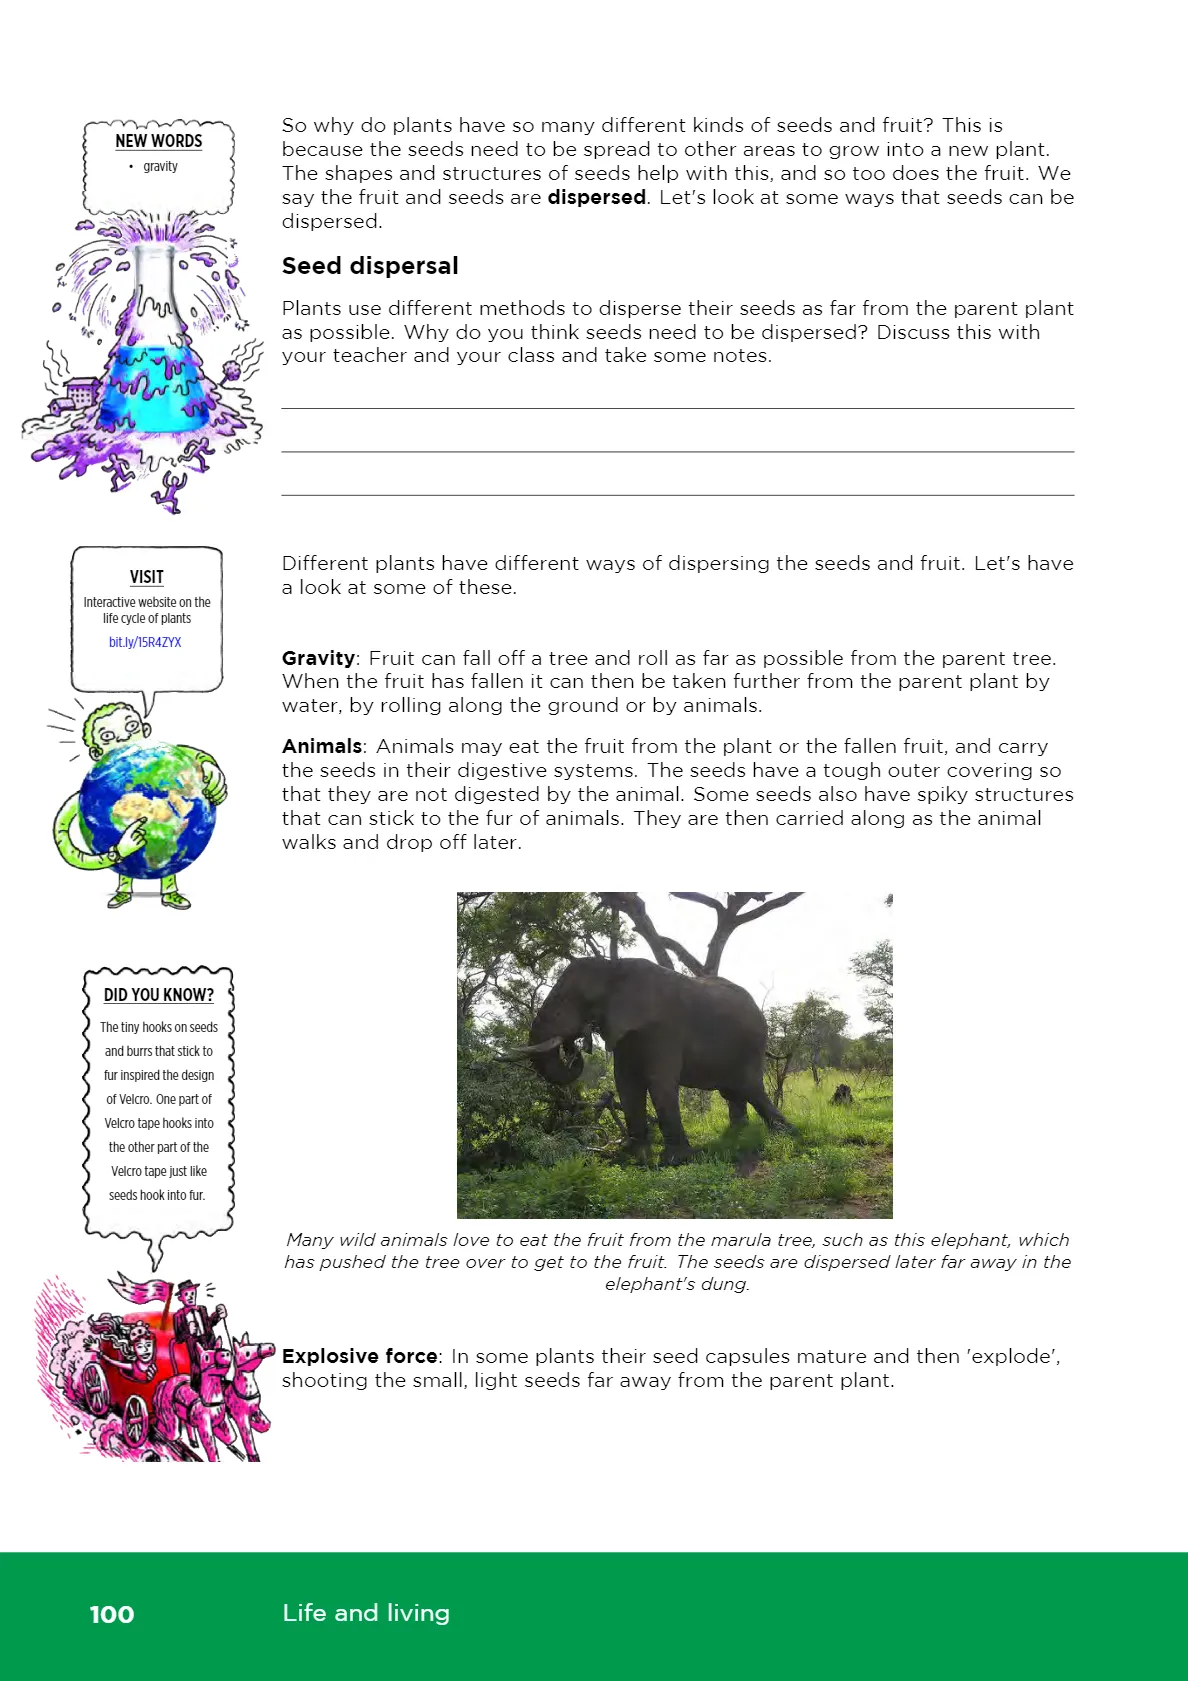 NEW WORDS
• gravity
So why do plants have so many different kinds of seeds and fruit? This is
because the seeds need to be spread to other areas to grow into a new plant.
The shapes and structures of seeds help with this, and so too does the fruit. We
say the fruit and seeds are dispersed. Let's look at some ways that seeds can be
dispersed.
Seed dispersal
Plants use different methods to disperse their seeds as far from the parent plant
as possible. Why do you think seeds need to be dispersed? Discuss this with
your teacher and your class and take some notes.
VISIT
Interactive website on the
life cycle of plants
bit.ly/15R4ZYX
Different plants have different ways of dispersing the seeds and fruit. Let's have
a look at some of these.
Gravity: Fruit can fall off a tree and roll as far as possible from the parent tree.
When the fruit has fallen it can then be taken further from the parent plant by
water, by rolling along the ground or by animals.
Animals: Animals may eat the fruit from the plant or the fallen fruit, and carry
the seeds in their digestive systems. The seeds have a tough outer covering so
that they are not digested by the animal. Some seeds also have spiky structures
that can stick to the fur of animals. They are then carried along as the animal
walks and drop off later.
DID YOU KNOW?
The tiny hooks on seeds
and burrs that stick to
fur inspired the design
of Velcro. One part of
Velcro tape hooks into
the other part of the
Velcro tape just like
seeds hook into fur.
Many wild animals love to eat the fruit from the marula tree, such as this elephant, which
has pushed the tree over to get to the fruit. The seeds are dispersed later far away in the
elephant's dung.
Explosive force: In some plants their seed capsules mature and then 'explode',
shooting the small, light seeds far away from the parent plant.
100
Life and living